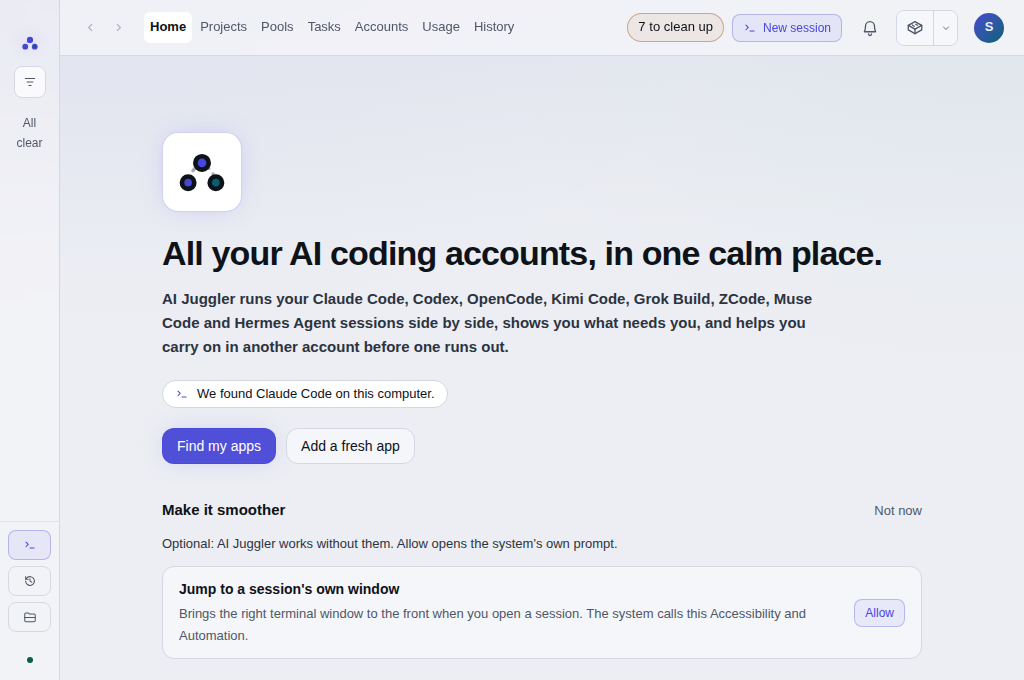 Home Projects Pools Tasks Accounts Usage History
7 to clean up
New session
S
All
clear
All your AI coding accounts, in one calm place.
AI Juggler runs your Claude Code, Codex, OpenCode, Kimi Code, Grok Build, ZCode, Muse
Code and Hermes Agent sessions side by side, shows you what needs you, and helps you
carry on in another account before one runs out.
We found Claude Code on this computer.
Find my apps
Add a fresh app
Make it smoother
Not now
Optional: AI Juggler works without them. Allow opens the system's own prompt.
Jump to a session's own window
Brings the right terminal window to the front when you open a session. The system calls this Accessibility and
Automation.
Allow